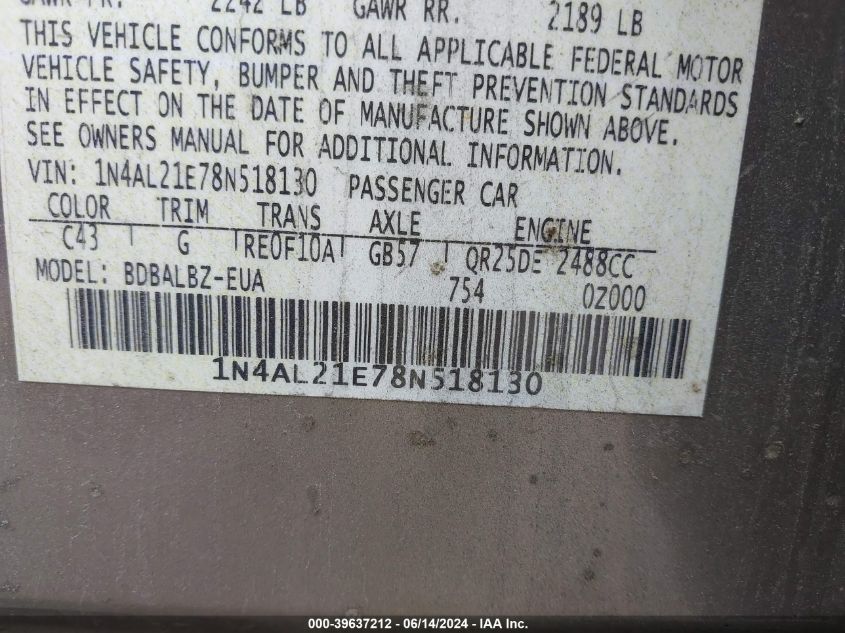 GAWR FR. 2242 LB GAWR RR. 2189 LB
THIS VEHICLE CONFORMS TO ALL APPLICABLE FEDERAL MOTOR
VEHICLE SAFETY, BUMPER AND THEFT PREVENTION STANDARDS
IN EFFECT ON THE DATE OF MANUFACTURE SHOWN ABOVE.
SEE OWNERS MANUAL FOR ADDITIONAL INFORMATION.
VIN: 1N4AL21E78N518130 PASSENGER CAR
COLOR TRIM TRANS AXLE ENGINE
C43 G RE0F10A GB57 QR25DE 2488CC
MODEL: BDBALBZ-EUA 754 0Z000
1N4AL21E78N518130
000-39637212 - 06/14/2024 - IAA Inc.